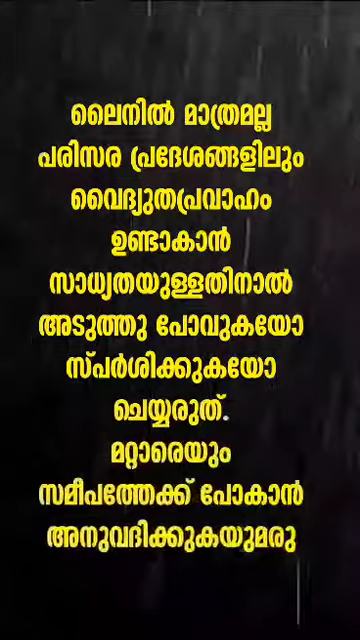 ലൈനിൽ മാത്രമല്ല
പരിസര പ്രദേശങ്ങളിലും
വൈദ്യുതപ്രവാഹം
ഉണ്ടാകാൻ
സാധ്യതയുള്ളതിനാൽ
അടുത്തു പോവുകയോ
സ്പർശിക്കുകയോ
ചെയ്യരുത്.
മറ്റാരെയും
സമീപത്തേക്ക് പോകാൻ
അനുവദിക്കുകയുമരു